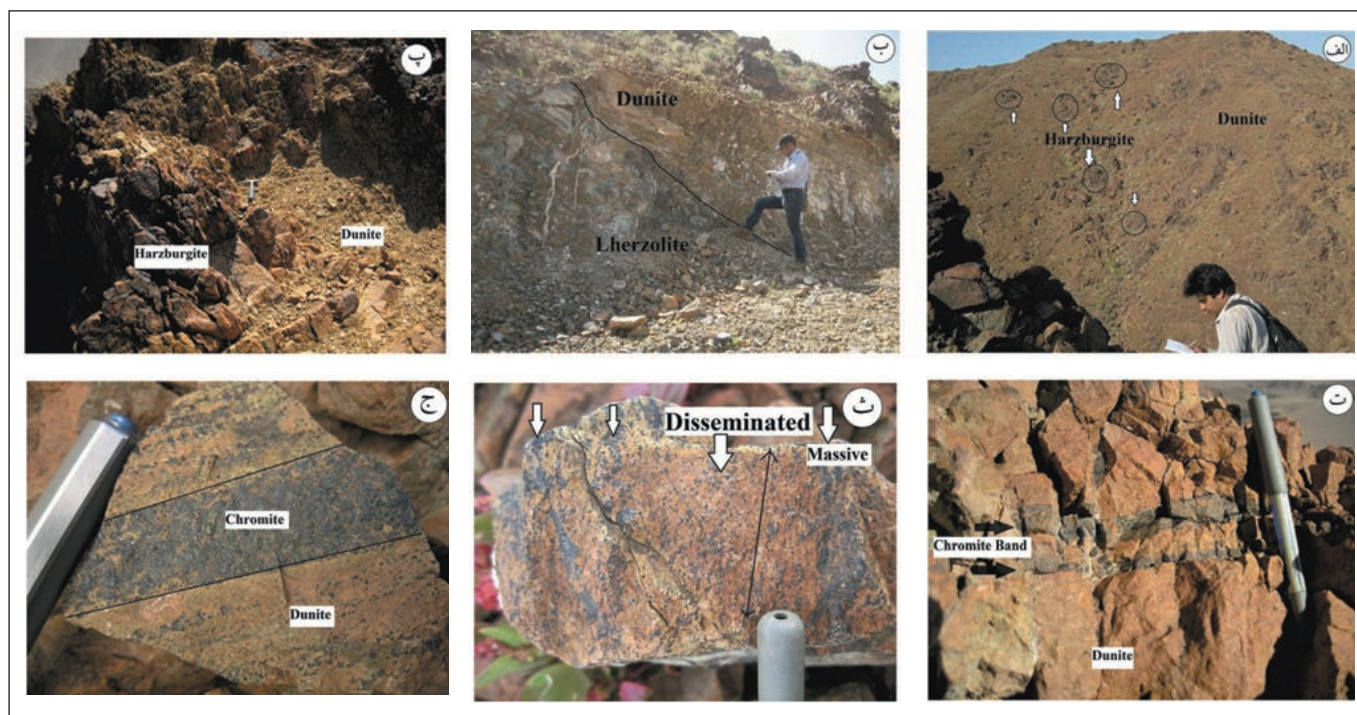 الف
Harzburgite
Dunite
ب
Dunite
Lherzolite
پ
Harzburgite
Dunite
ت
Chromite Band
Dunite
ث
Disseminated
Massive
ج
Chromite
Dunite